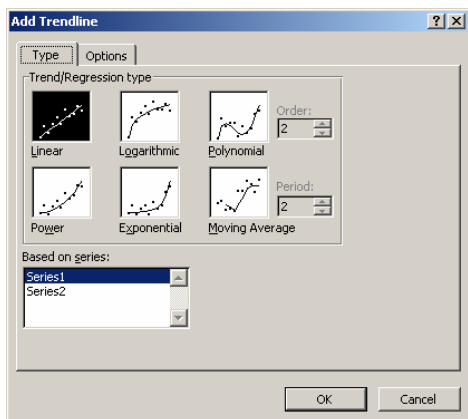 Add Trendline
Type Options
Trend/Regression type
Linear Logarithmic Polynomial
Order:
2
Power Exponential Moving Average
Period:
2
Based on series:
Series1
Series2
OK Cancel